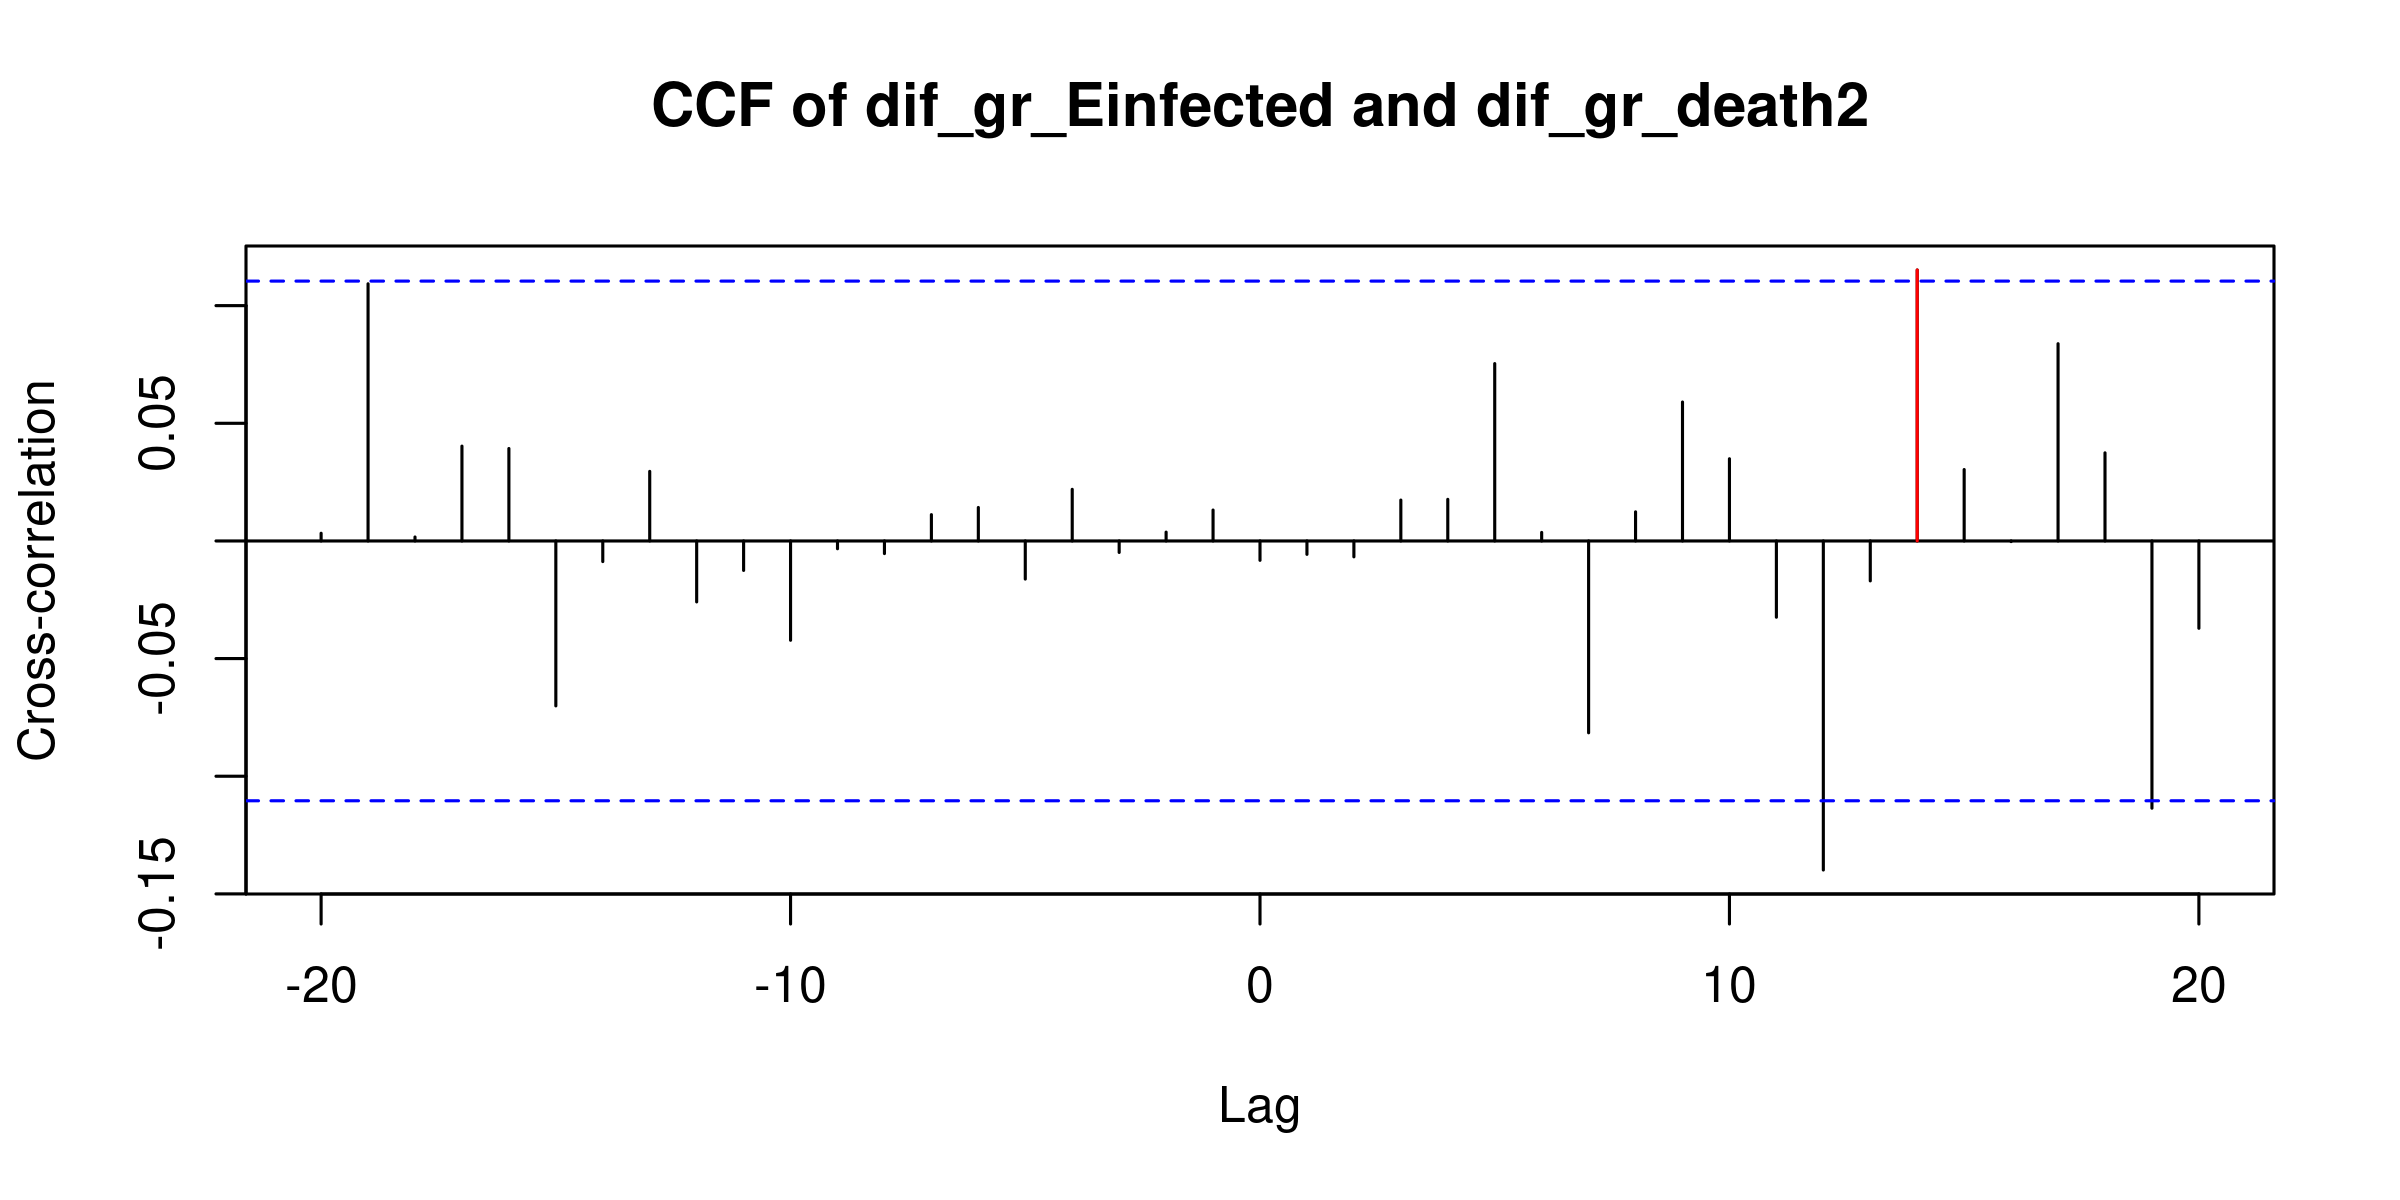 CCF of dif_gr_Einfected and dif_gr_death2
Cross-correlation
0.05
-0.05
-0.15
-20
-10
0
10
20
Lag